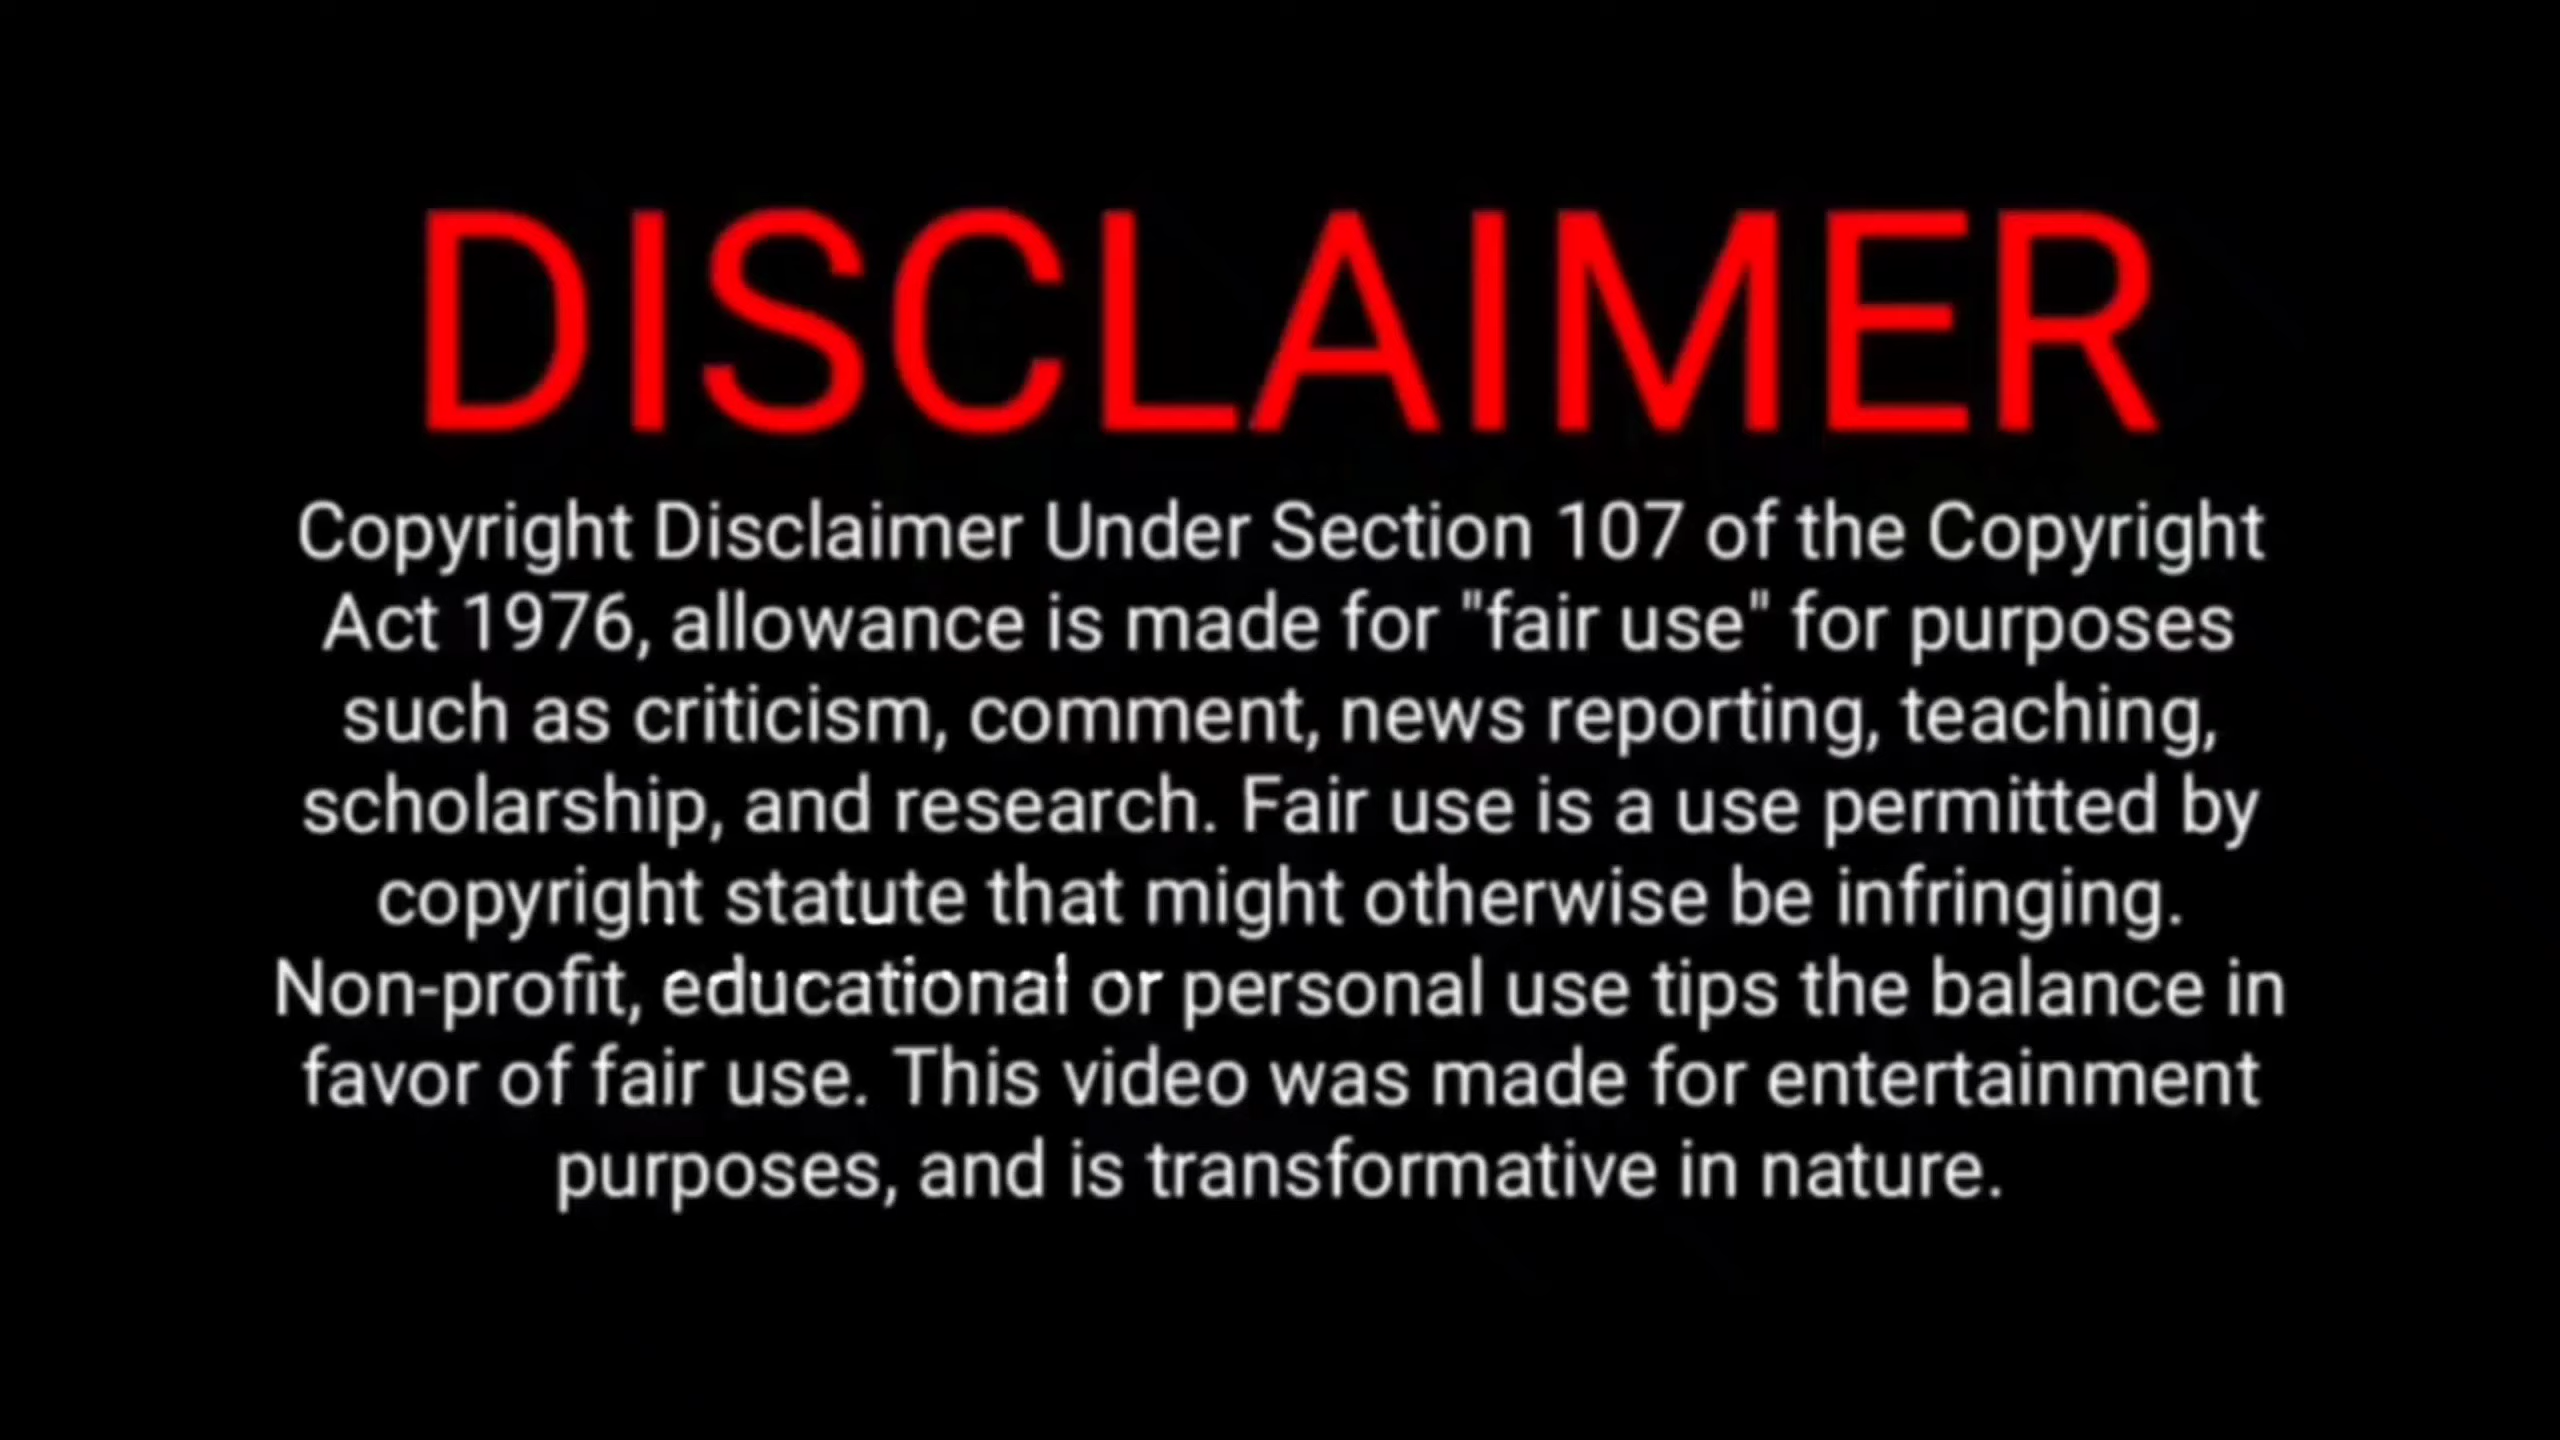 DISCLAIMER
Copyright Disclaimer Under Section 107 of the Copyright
Act 1976, allowance is made for "fair use" for purposes
such as criticism, comment, news reporting, teaching,
scholarship, and research. Fair use is a use permitted by
copyright statute that might otherwise be infringing.
Non-profit, educational or personal use tips the balance in
favor of fair use. This video was made for entertainment
purposes, and is transformative in nature.